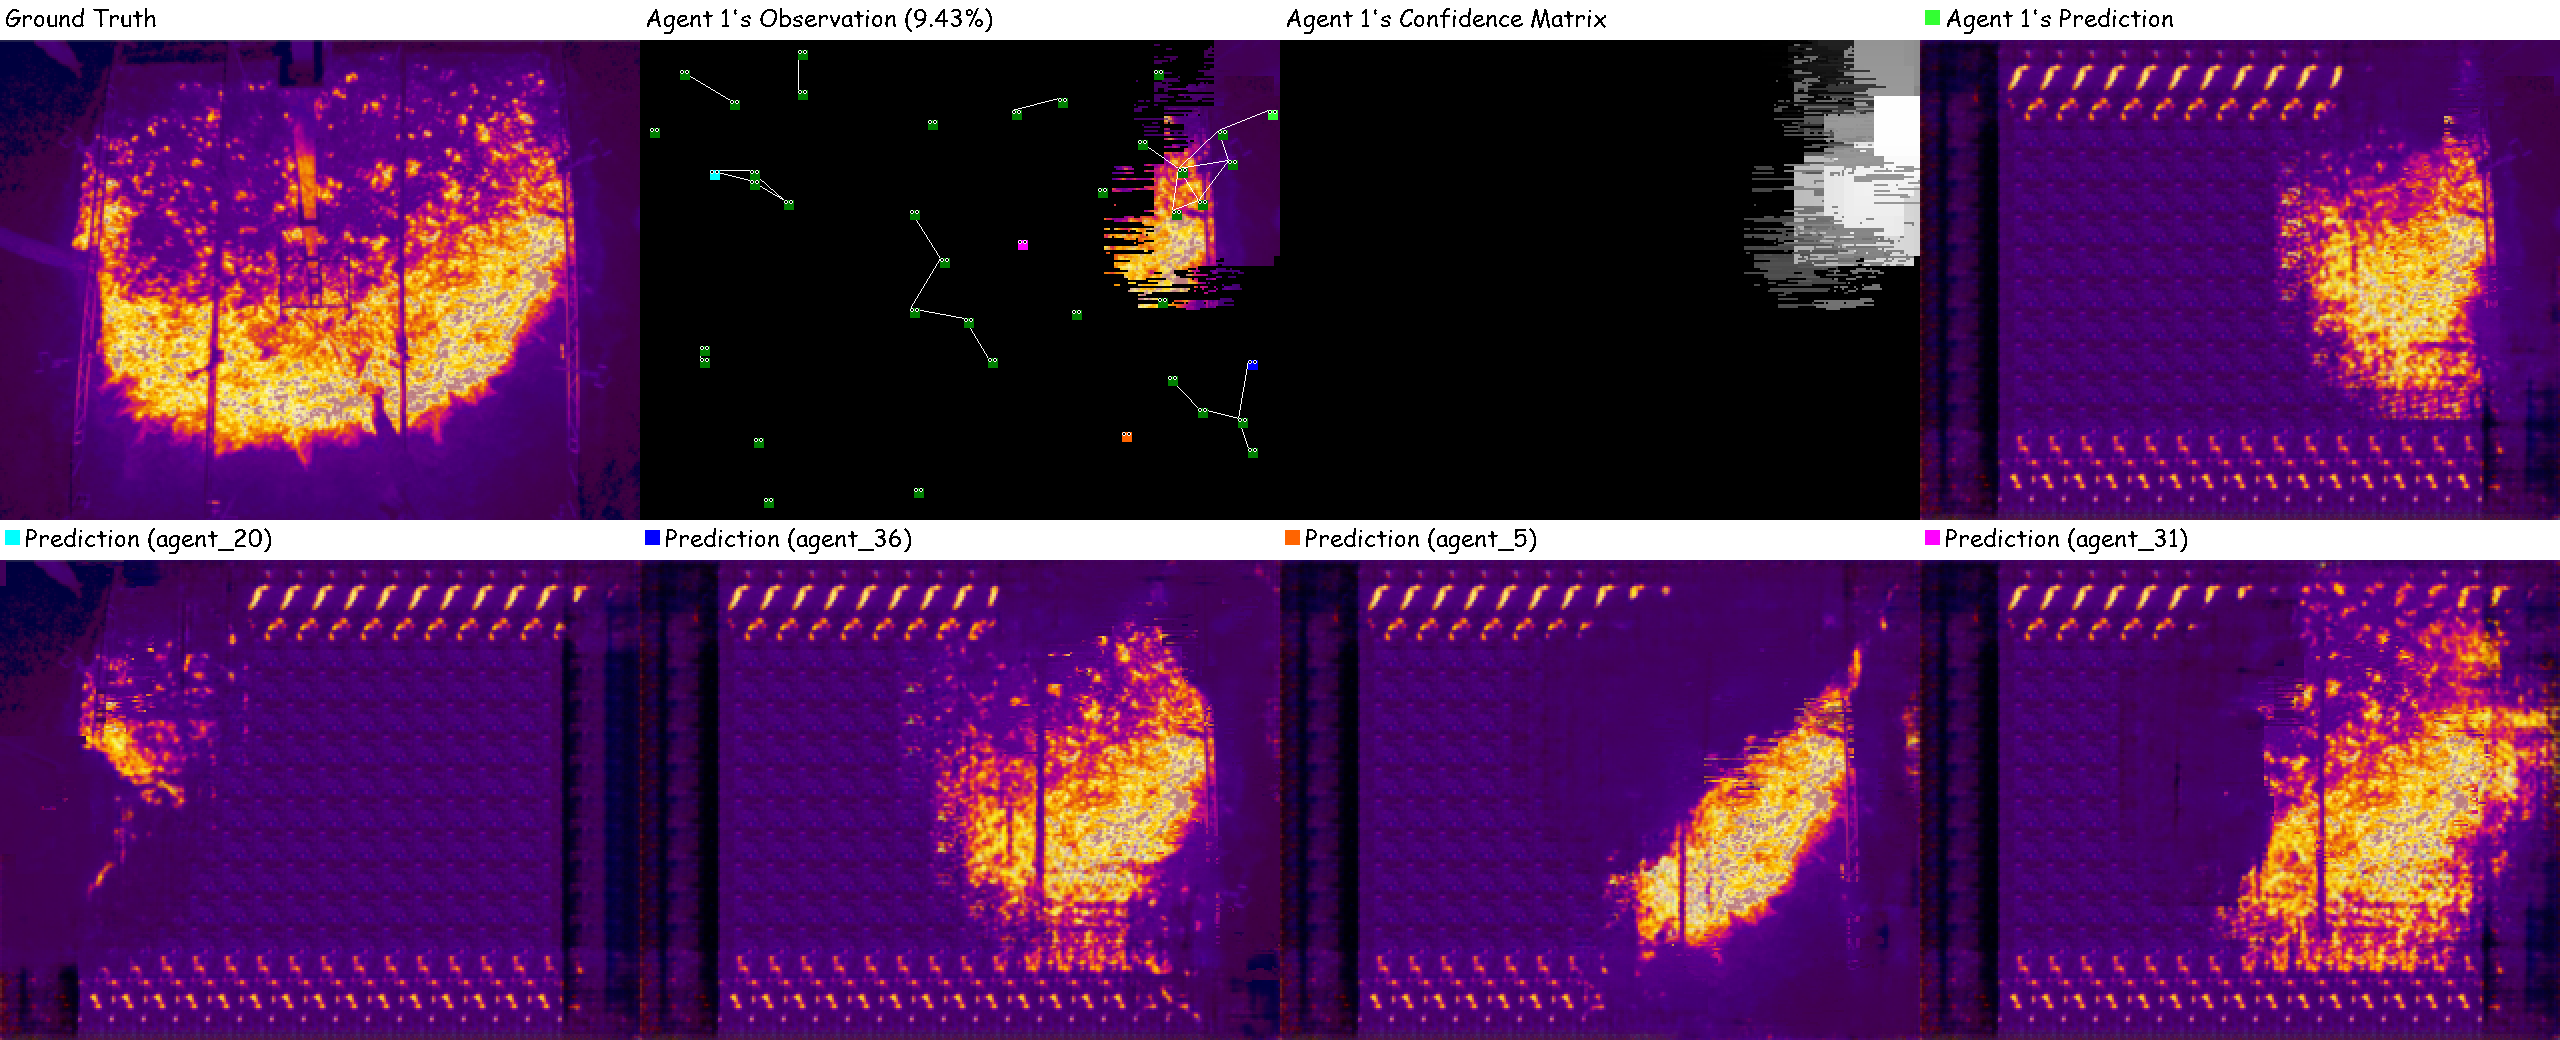 Ground Truth
Agent 1's Observation (9.43%)
Agent 1's Confidence Matrix
Agent 1's Prediction
Prediction (agent_20)
Prediction (agent_36)
Prediction (agent_5)
Prediction (agent_31)